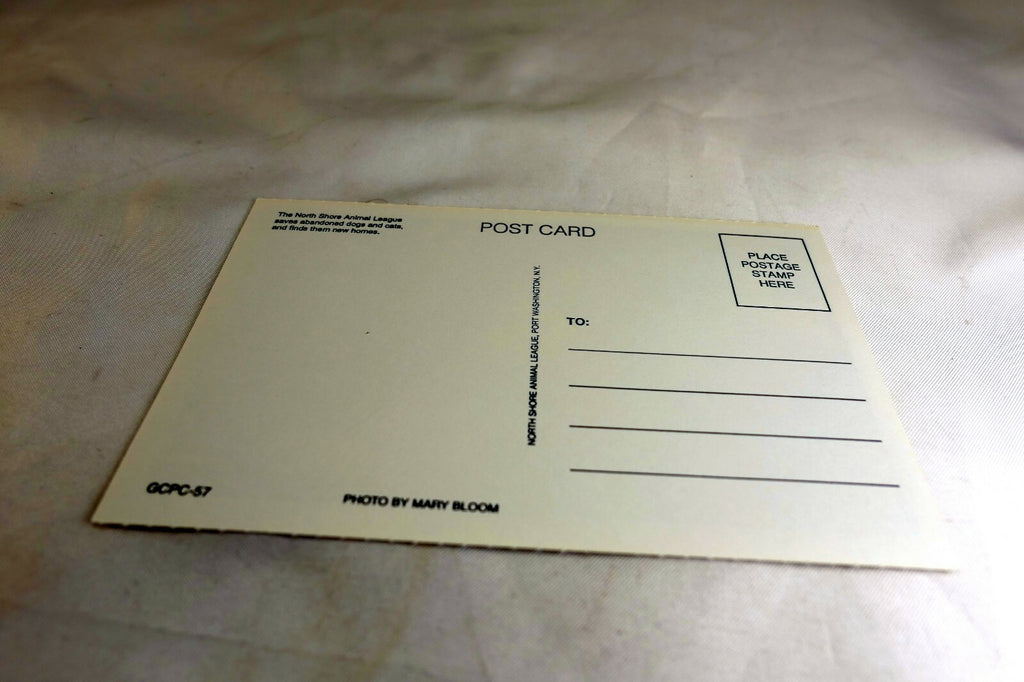 The North Shore Animal League
saves abandoned dogs and cats,
and finds them new homes.
POST CARD
PLACE
POSTAGE
STAMP
HERE
NORTH SHORE ANIMAL LEAGUE, PORT WASHINGTON, N.Y.
TO:
GCPC-57
PHOTO BY MARY BLOOM